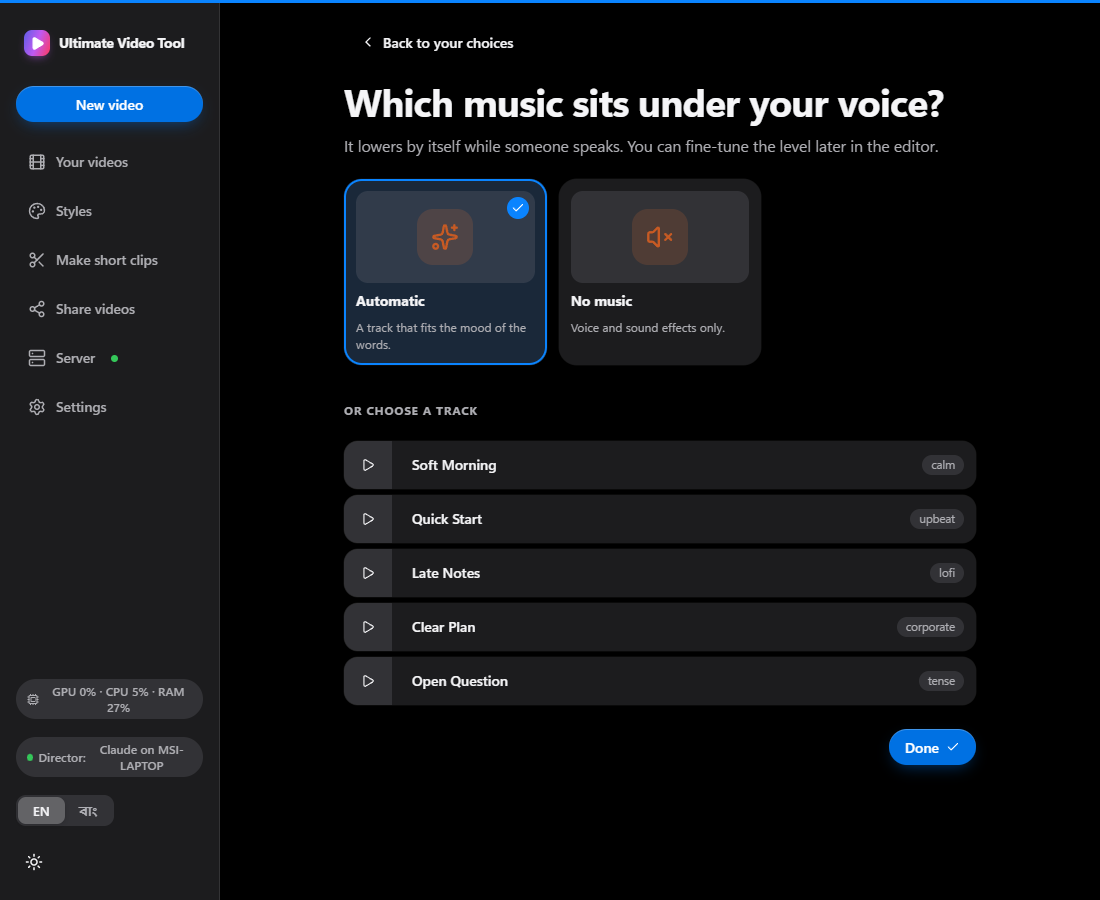 Ultimate Video Tool
New video
Your videos
Styles
Make short clips
Share videos
Server
Settings
GPU 0% · CPU 5% · RAM
27%
Director: Claude on MSI-
LAPTOP
EN বাং
Back to your choices
Which music sits under your voice?
It lowers by itself while someone speaks. You can fine-tune the level later in the editor.
Automatic
A track that fits the mood of the
words.
No music
Voice and sound effects only.
OR CHOOSE A TRACK
Soft Morning calm
Quick Start upbeat
Late Notes lofi
Clear Plan corporate
Open Question tense
Done